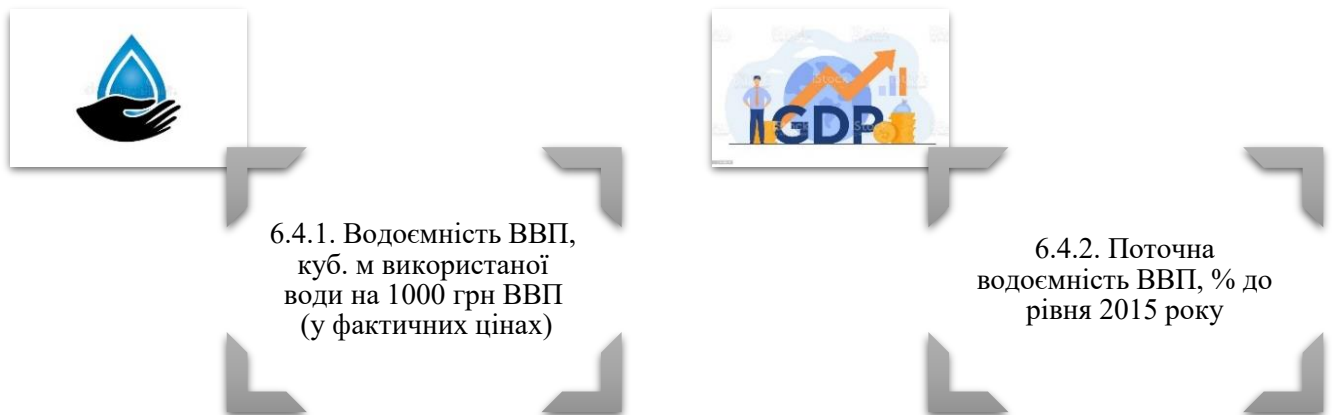 GDP
6.4.1. Водоємність ВВП,
куб. м використаної
води на 1000 грн ВВП
(у фактичних цінах)
6.4.2. Поточна
водоємність ВВП, % до
рівня 2015 року